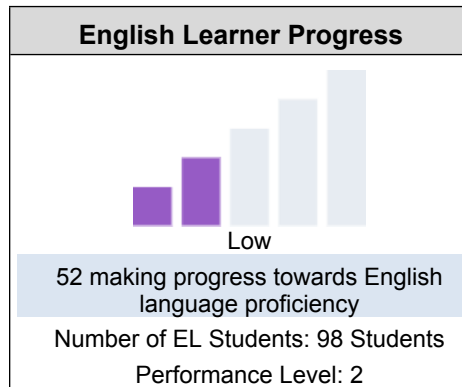 English Learner Progress
Low
52 making progress towards English
language proficiency
Number of EL Students: 98 Students
Performance Level: 2